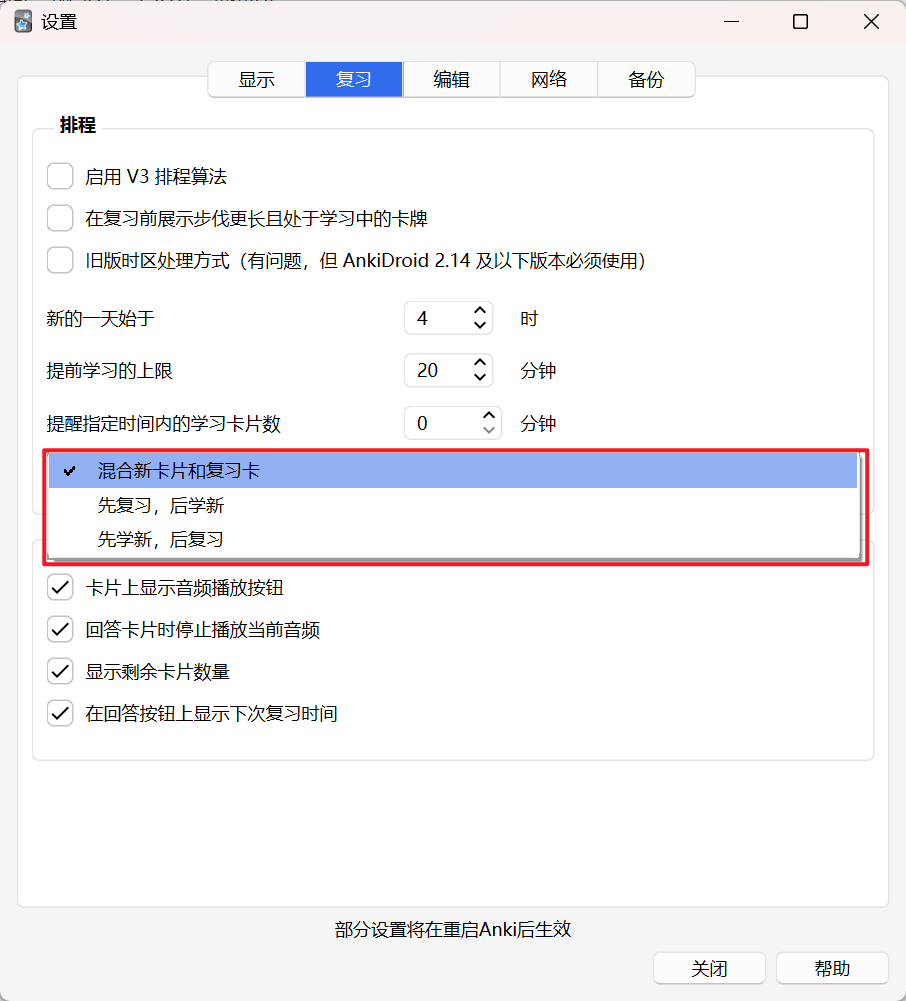 设置
显示 复习 编辑 网络 备份
排程
启用 V3 排程算法
在复习前展示步伐更长且处于学习中的卡牌
旧版时区处理方式（有问题，但 AnkiDroid 2.14 及以下版本必须使用）
新的一天始于 4 时
提前学习的上限 20 分钟
提醒指定时间内的学习卡片数 0 分钟
混合新卡片和复习卡
先复习，后学新
先学新，后复习
卡片上显示音频播放按钮
回答卡片时停止播放当前音频
显示剩余卡片数量
在回答按钮上显示下次复习时间
部分设置将在重启Anki后生效
关闭 帮助